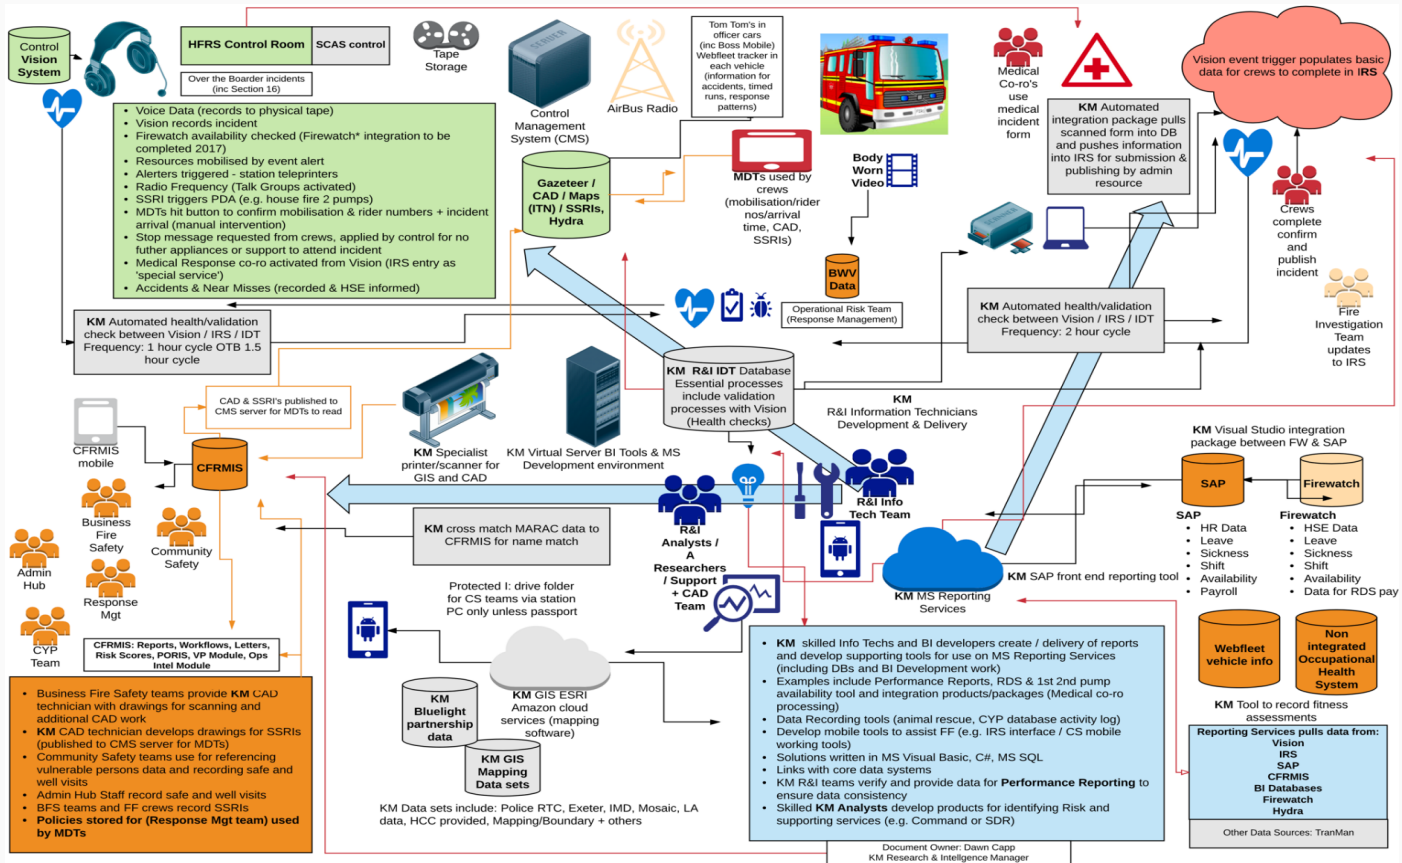 Control
Vision
System
HFRS Control Room
SCAS control
Over the Boarder incidents
(inc Section 16)
Tape
Storage
SERVER
Control
Management
System (CMS)
AirBus Radio
Tom Tom's in
officer cars
(inc Boss Mobile)
Webfleet tracker in
each vehicle
(information for
accidents, timed
runs, response
patterns)
Medical
Co-ro's
use
medical
incident
form
Vision event trigger populates basic
data for crews to complete in IRS
KM Automated
integration package pulls
scanned form into DB
and pushes information
into IRS for submission &
publishing by admin
resource
• Voice Data (records to physical tape)
• Vision records incident
• Firewatch availability checked (Firewatch* integration to be
completed 2017)
• Resources mobilised by event alert
• Alerters triggered - station teleprinters
• Radio Frequency (Talk Groups activated)
• SSRI triggers PDA (e.g. house fire 2 pumps)
• MDTs hit button to confirm mobilisation & rider numbers + incident
arrival (manual intervention)
• Stop message requested from crews, applied by control for no
futher appliances or support to attend incident
• Medical Response co-ro activated from Vision (IRS entry as
'special service')
• Accidents & Near Misses (recorded & HSE informed)
Gazeteer /
CAD / Maps
(ITN) / SSRIs,
Hydra
MDTs used by
crews
(mobilisation/rider
nos/arrival
time, CAD,
SSRIs)
Body
Worn
Video
BWV
Data
Operational Risk Team
(Response Management)
Crews
complete
confirm
and
publish
incident
Fire
Investigation
Team
updates
to IRS
KM Automated health/validation
check between Vision / IRS / IDT
Frequency: 1 hour cycle OTB 1.5
hour cycle
KM Automated health/validation
check between Vision / IRS / IDT
Frequency: 2 hour cycle
KM R&I IDT Database
Essential processes
include validation
processes with Vision
(Health checks)
KM
R&I Information Technicians
Development & Delivery
CAD & SSRI's published to
CMS server for MDTs to read
CFRMIS
mobile
CFRMIS
KM Specialist
printer/scanner for
GIS and CAD
KM Virtual Server BI Tools & MS
Development environment
KM Visual Studio integration
package between FW & SAP
SAP
Firewatch
R&I Info
Tech Team
R&I
Analysts /
A
Researchers
/ Support
+ CAD
Team
Business
Fire
Safety
Community
Safety
Admin
Hub
Response
Mgt
CYP
Team
KM cross match MARAC data to
CFRMIS for name match
SAP
• HR Data
• Leave
• Sickness
• Shift
• Availability
• Payroll
Firewatch
• HSE Data
• Leave
• Sickness
• Shift
• Availability
• Data for RDS pay
KM SAP front end reporting tool
KM MS Reporting
Services
Protected I: drive folder
for CS teams via station
PC only unless passport
CFRMIS: Reports, Workflows, Letters,
Risk Scores, PORIS, VP Module, Ops
Intel Module
KM GIS ESRI
Amazon cloud
services (mapping
software)
KM
Bluelight
partnership
data
KM GIS
Mapping
Data sets
KM Data sets include: Police RTC, Exeter, IMD, Mosaic, LA
data, HCC provided, Mapping/Boundary + others
• Business Fire Safety teams provide KM CAD
technician with drawings for scanning and
additional CAD work
• KM CAD technician develops drawings for SSRIs
(published to CMS server for MDTs)
• Community Safety teams use for referencing
vulnerable persons data and recording safe and
well visits
• Admin Hub Staff record safe and well visits
• BFS teams and FF crews record SSRIs
• Policies stored for (Response Mgt team) used
by MDTs
• KM skilled Info Techs and BI developers create / delivery of reports
and develop supporting tools for use on MS Reporting Services
(including DBs and BI Development work)
• Examples include Performance Reports, RDS & 1st 2nd pump
availability tool and integration products/packages (Medical co-ro
processing)
• Data Recording tools (animal rescue, CYP database activity log)
• Develop mobile tools to assist FF (e.g. IRS interface / CS mobile
working tools)
• Solutions written in MS Visual Basic, C#, MS SQL
• Links with core data systems
• KM R&I teams verify and provide data for Performance Reporting to
ensure data consistency
• Skilled KM Analysts develop products for identifying Risk and
supporting services (e.g. Command or SDR)
Webfleet
vehicle info
Non
integrated
Occupational
Health
System
KM Tool to record fitness
assessments
Reporting Services pulls data from:
Vision
IRS
SAP
CFRMIS
BI Databases
Firewatch
Hydra
Other Data Sources: TranMan
Document Owner: Dawn Capp
KM Research & Intellgence Manager